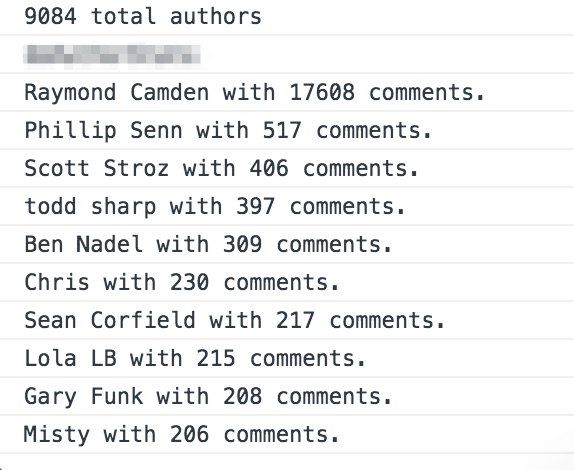 9084 total authors
Raymond Camden with 17608 comments.
Phillip Senn with 517 comments.
Scott Stroz with 406 comments.
todd sharp with 397 comments.
Ben Nadel with 309 comments.
Chris with 230 comments.
Sean Corfield with 217 comments.
Lola LB with 215 comments.
Gary Funk with 208 comments.
Misty with 206 comments.